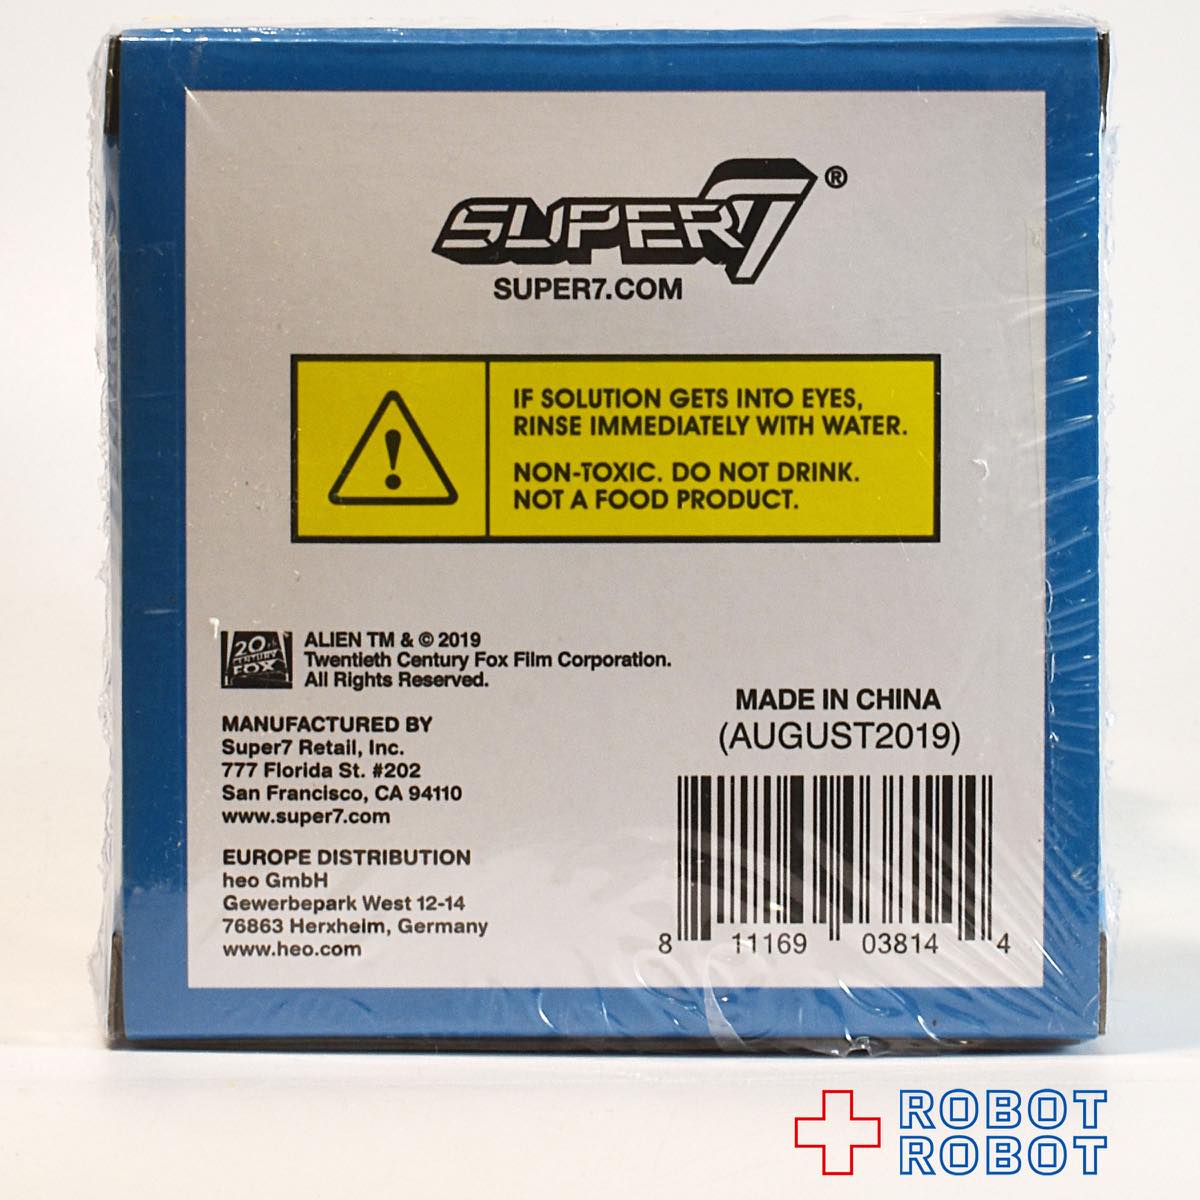 SUPER7®
SUPER7.COM
IF SOLUTION GETS INTO EYES,
RINSE IMMEDIATELY WITH WATER.
NON-TOXIC. DO NOT DRINK.
NOT A FOOD PRODUCT.
20th
CENTURY
FOX
ALIEN TM & © 2019
Twentieth Century Fox Film Corporation.
All Rights Reserved.
MANUFACTURED BY
Super7 Retail, Inc.
777 Florida St. #202
San Francisco, CA 94110
www.super7.com
EUROPE DISTRIBUTION
heo GmbH
Gewerbepark West 12-14
76863 Herxheim, Germany
www.heo.com
MADE IN CHINA
(AUGUST2019)
8 11169 03814 4
ROBOT
ROBOT